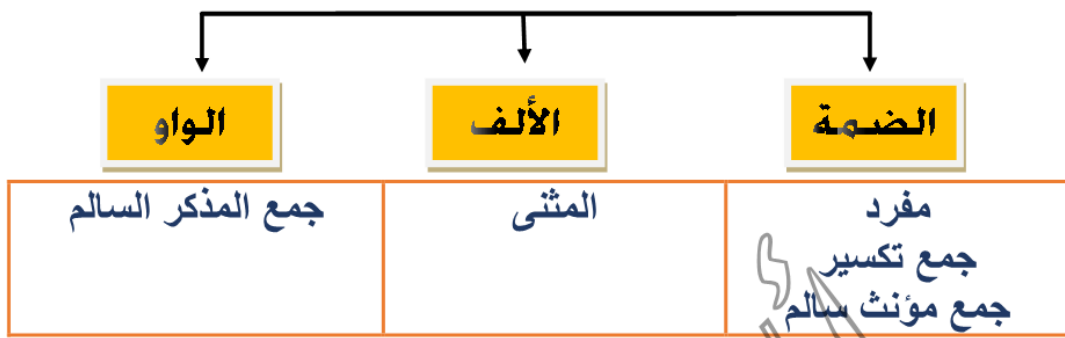 الضمة
الألف
الواو
مفرد
جمع تكسير
جمع مؤنث سالم
المثنى
جمع المذكر السالم